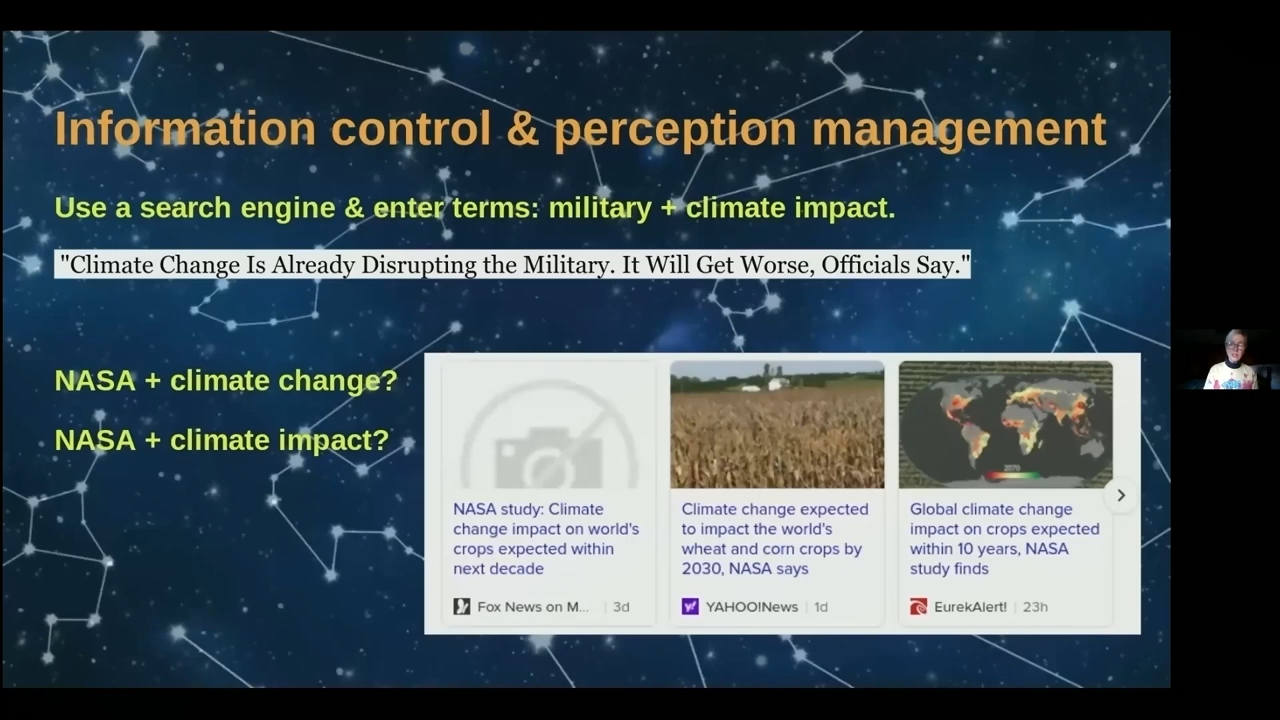 Information control & perception management
Use a search engine & enter terms: military + climate impact.
"Climate Change Is Already Disrupting the Military. It Will Get Worse, Officials Say."
NASA + climate change?
NASA + climate impact?
NASA study: Climate
change impact on world's
crops expected within
next decade
Fox News on M... | 3d
Climate change expected
to impact the world's
wheat and corn crops by
2030, NASA says
YAHOO!News | 1d
2070
Global climate change
impact on crops expected
within 10 years, NASA
study finds
EurekAlert! | 23h